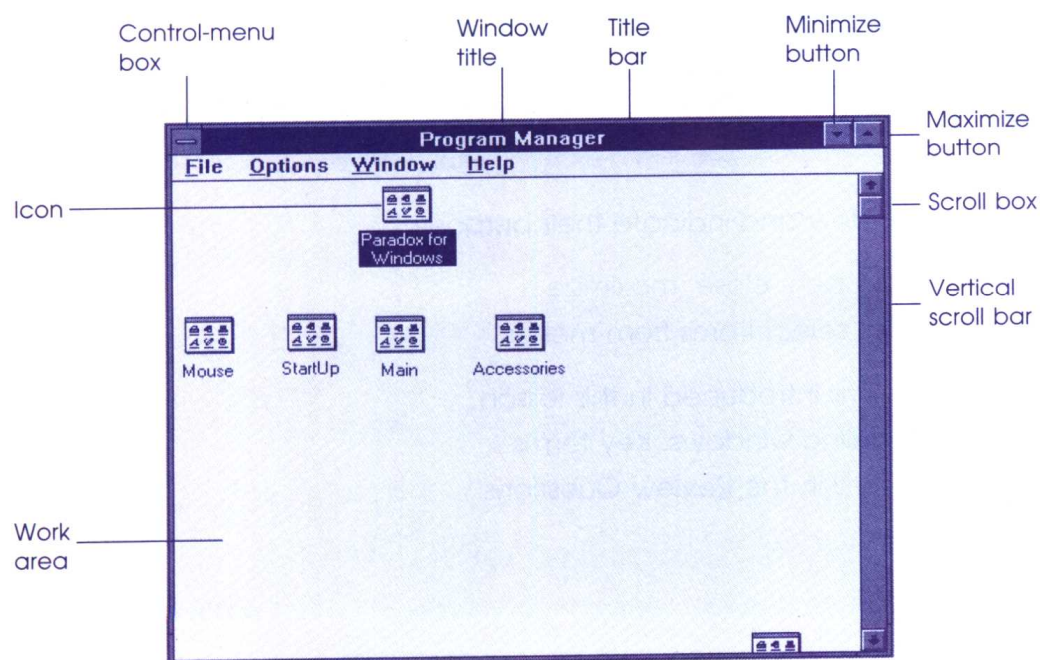 Control-menu
box
Window
title
Title
bar
Minimize
button
Maximize
button
Program Manager
File Options Window Help
Icon
Scroll box
Paradox for
Windows
Vertical
scroll bar
Mouse
StartUp
Main
Accessories
Work
area